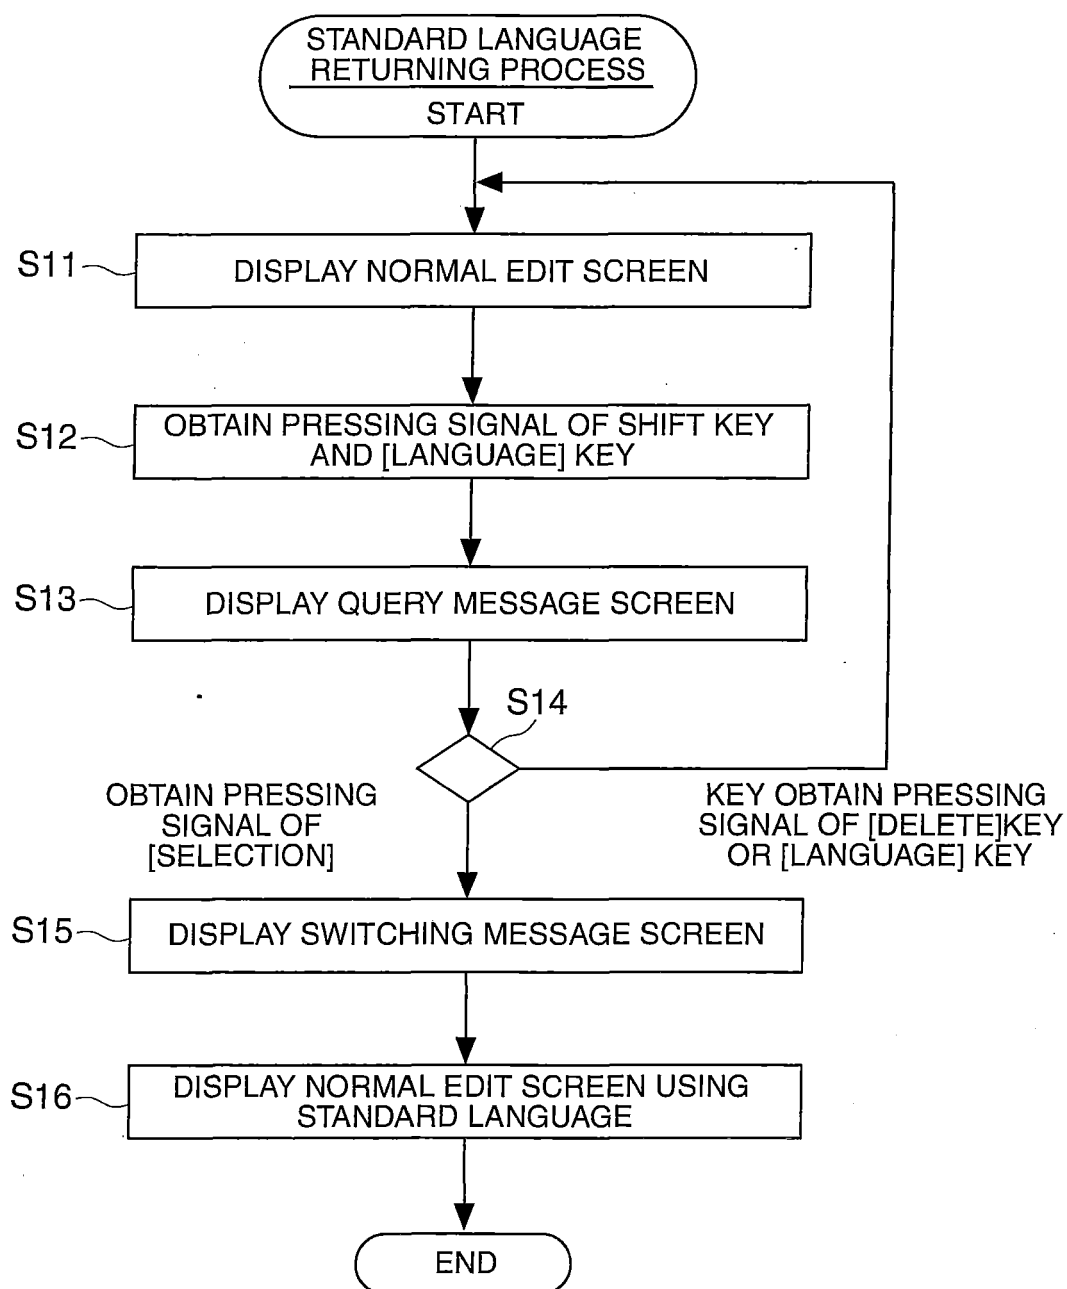 STANDARD LANGUAGE
RETURNING PROCESS
START
S11
DISPLAY NORMAL EDIT SCREEN
S12
OBTAIN PRESSING SIGNAL OF SHIFT KEY
AND [LANGUAGE] KEY
S13
DISPLAY QUERY MESSAGE SCREEN
S14
OBTAIN PRESSING
SIGNAL OF
[SELECTION]
KEY OBTAIN PRESSING
SIGNAL OF [DELETE]KEY
OR [LANGUAGE] KEY
S15
DISPLAY SWITCHING MESSAGE SCREEN
S16
DISPLAY NORMAL EDIT SCREEN USING
STANDARD LANGUAGE
END